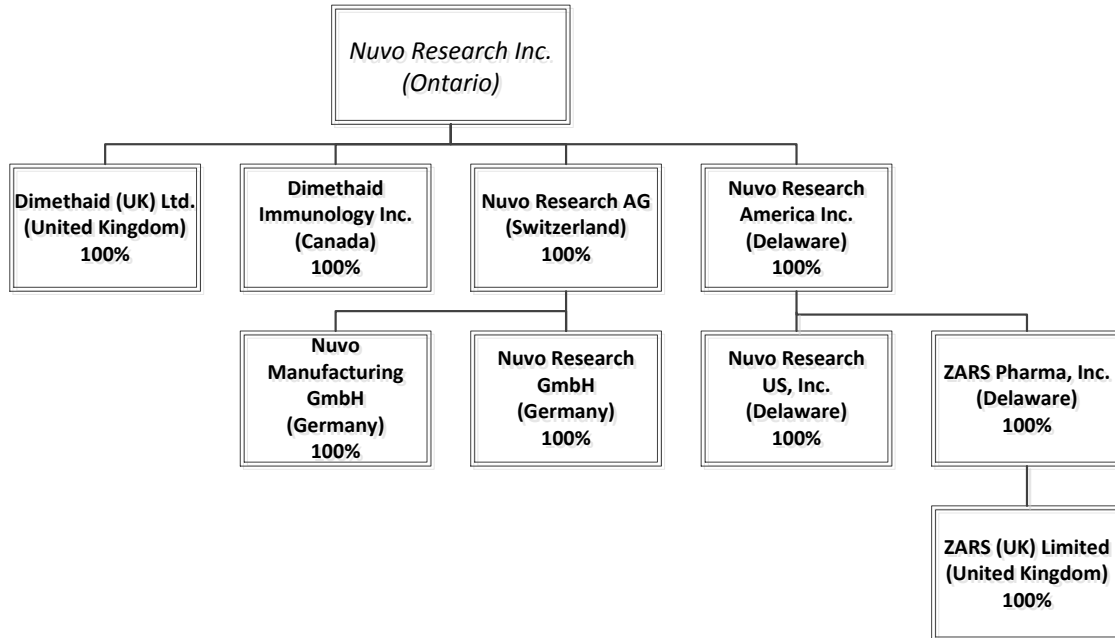 Nuvo Research Inc.
(Ontario)
Dimethaid (UK) Ltd.
(United Kingdom)
100%
Dimethaid
Immunology Inc.
(Canada)
100%
Nuvo Research AG
(Switzerland)
100%
Nuvo Research
America Inc.
(Delaware)
100%
Nuvo
Manufacturing
GmbH
(Germany)
100%
Nuvo Research
GmbH
(Germany)
100%
Nuvo Research
US, Inc.
(Delaware)
100%
ZARS Pharma, Inc.
(Delaware)
100%
ZARS (UK) Limited
(United Kingdom)
100%